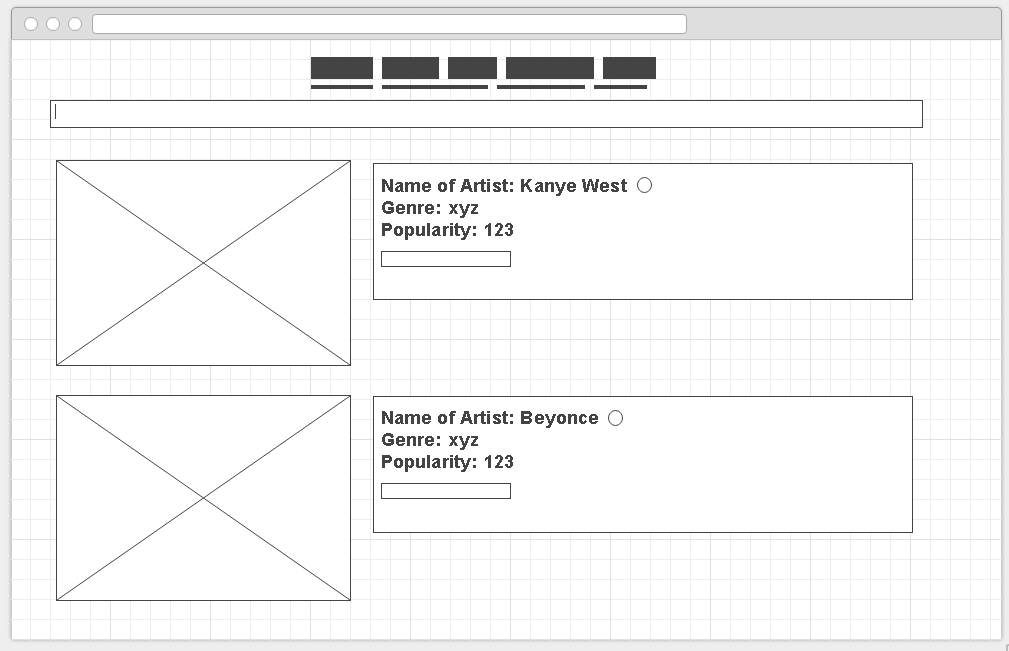 Name of Artist: Kanye West
Genre: xyz
Popularity: 123
Name of Artist: Beyonce
Genre: xyz
Popularity: 123